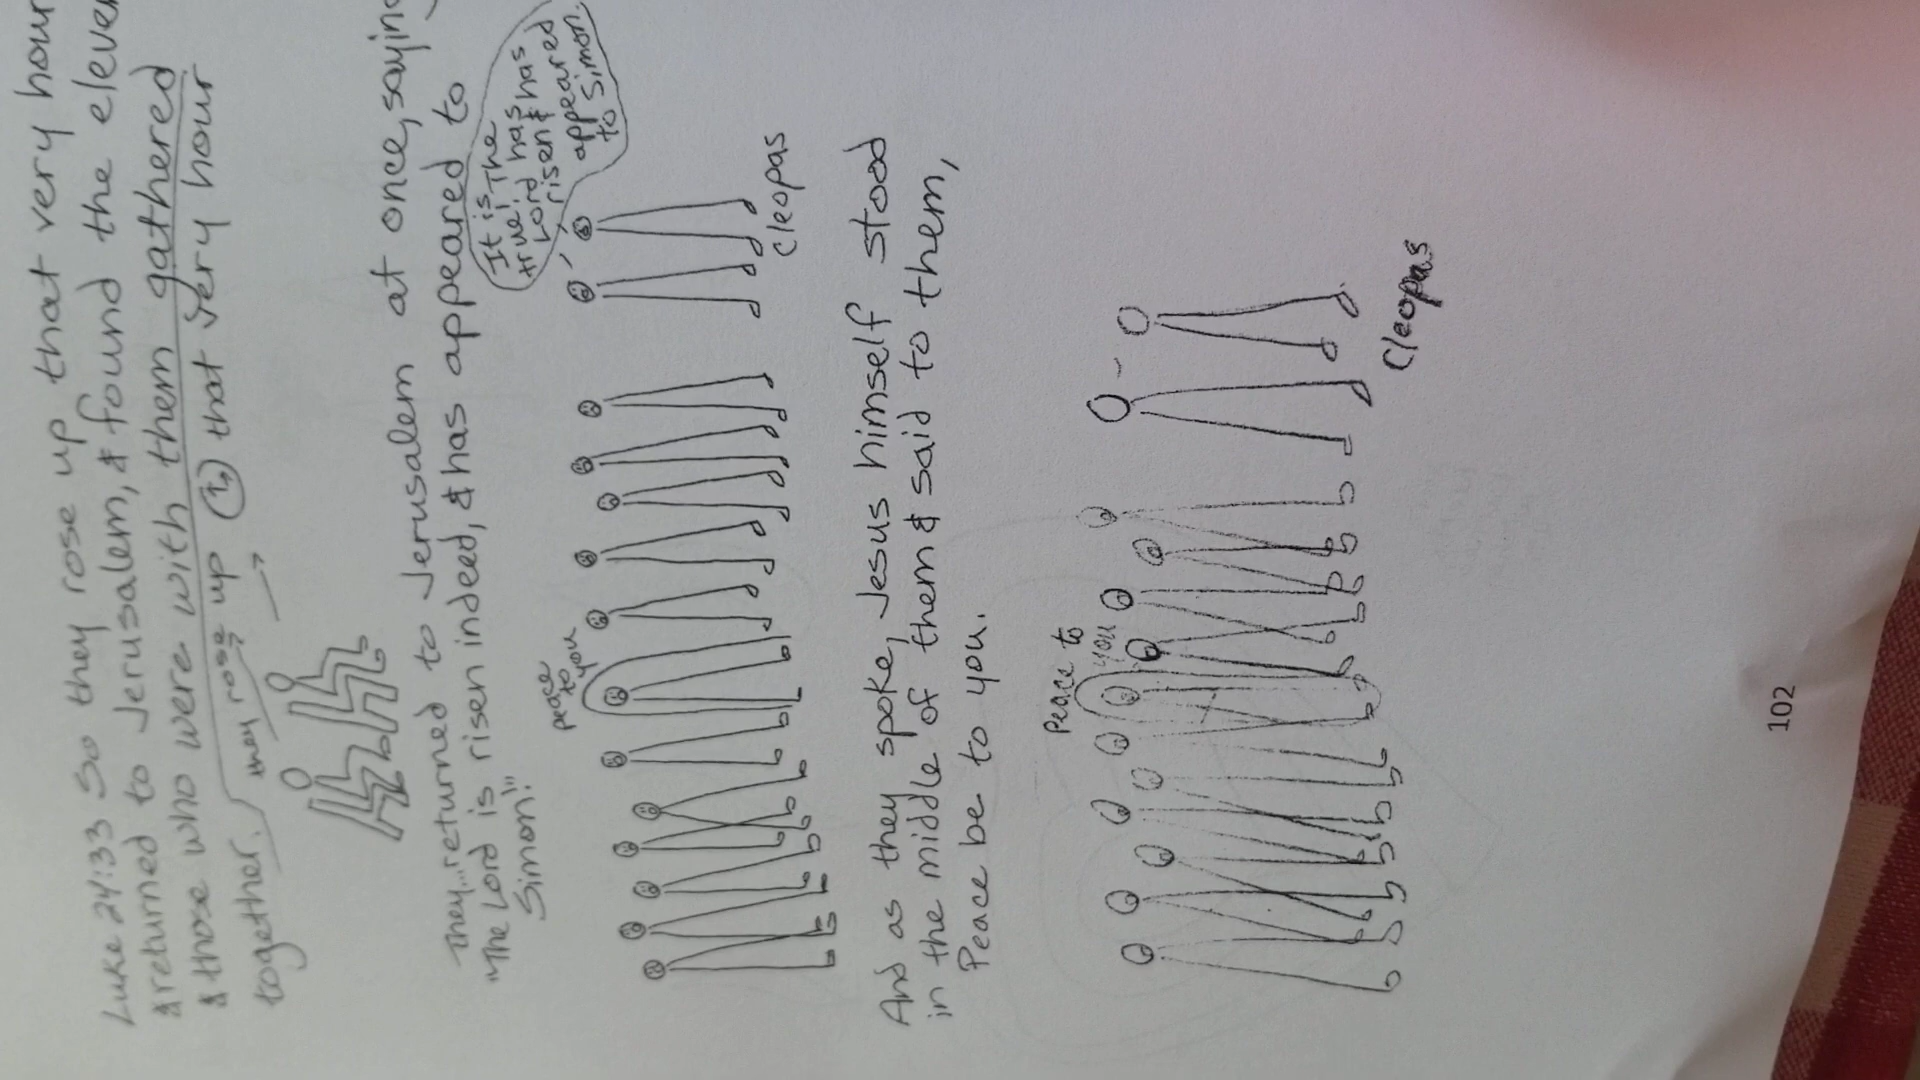 Luke 24:33 So they rose up that very hour
& returned to Jerusalem, & found the eleven
& those who were with them gathered
together.
they rose up that very hour
They...returned to Jerusalem at once, saying
"The Lord is risen indeed, & has appeared to
Simon!"
It is
true! The
Lord has
risen & has
appeared
to Simon.
Peace
to
you
Cleopas
And as they spoke, Jesus himself stood
in the middle of them & said to them,
Peace be to you.
Peace to
you
Cleopas
102